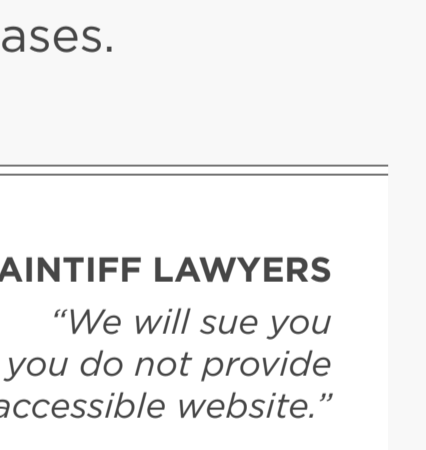 ases.
AINTIFF LAWYERS
“We will sue you
you do not provide
accessible website.”